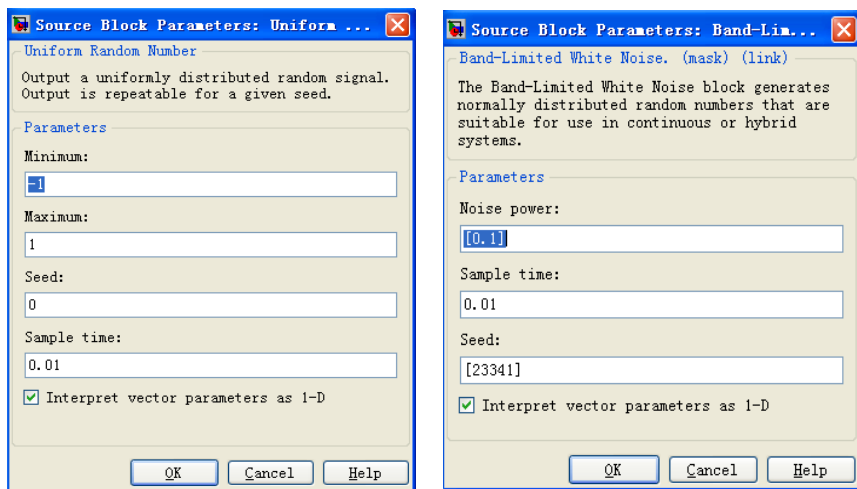 Source Block Parameters: Uniform ...
Uniform Random Number
Output a uniformly distributed random signal.
Output is repeatable for a given seed.
Parameters
Minimum:
-1
Maximum:
1
Seed:
0
Sample time:
0.01
Interpret vector parameters as 1-D
OK
Cancel
Help
Source Block Parameters: Band-Lim...
Band-Limited White Noise. (mask) (link)
The Band-Limited White Noise block generates
normally distributed random numbers that are
suitable for use in continuous or hybrid
systems.
Parameters
Noise power:
[0.1]
Sample time:
0.01
Seed:
[23341]
Interpret vector parameters as 1-D
OK
Cancel
Help